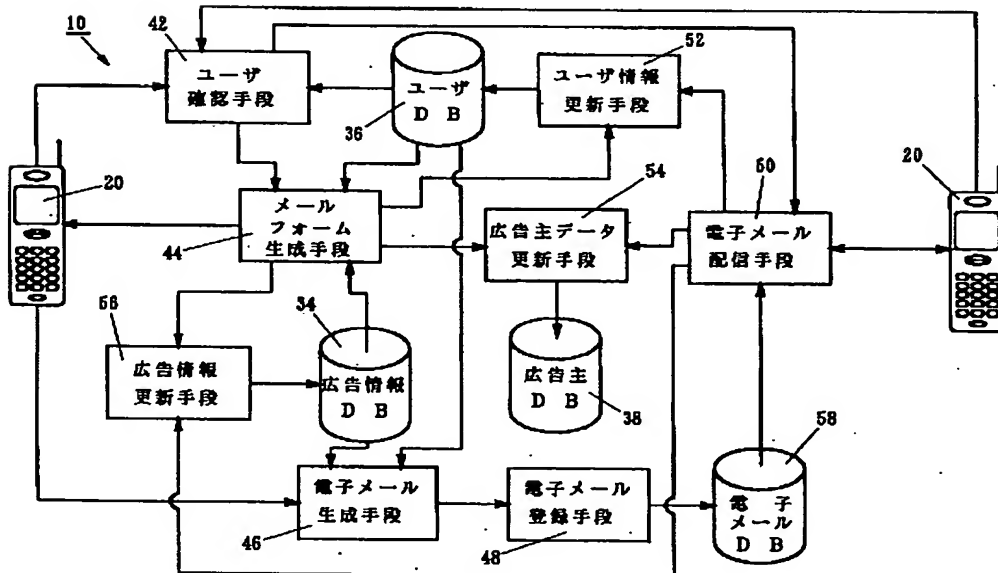 10
42
ユーザ
確認手段
ユーザ
D B
36
52
ユーザ情報
更新手段
20
メール
フォーム
生成手段
44
54
広告主データ
更新手段
50
電子メール
配信手段
20
56
広告情報
更新手段
34
広告情報
D B
広告主
D B
38
58
電子
メール
D B
電子メール
生成手段
46
電子メール
登録手段
48